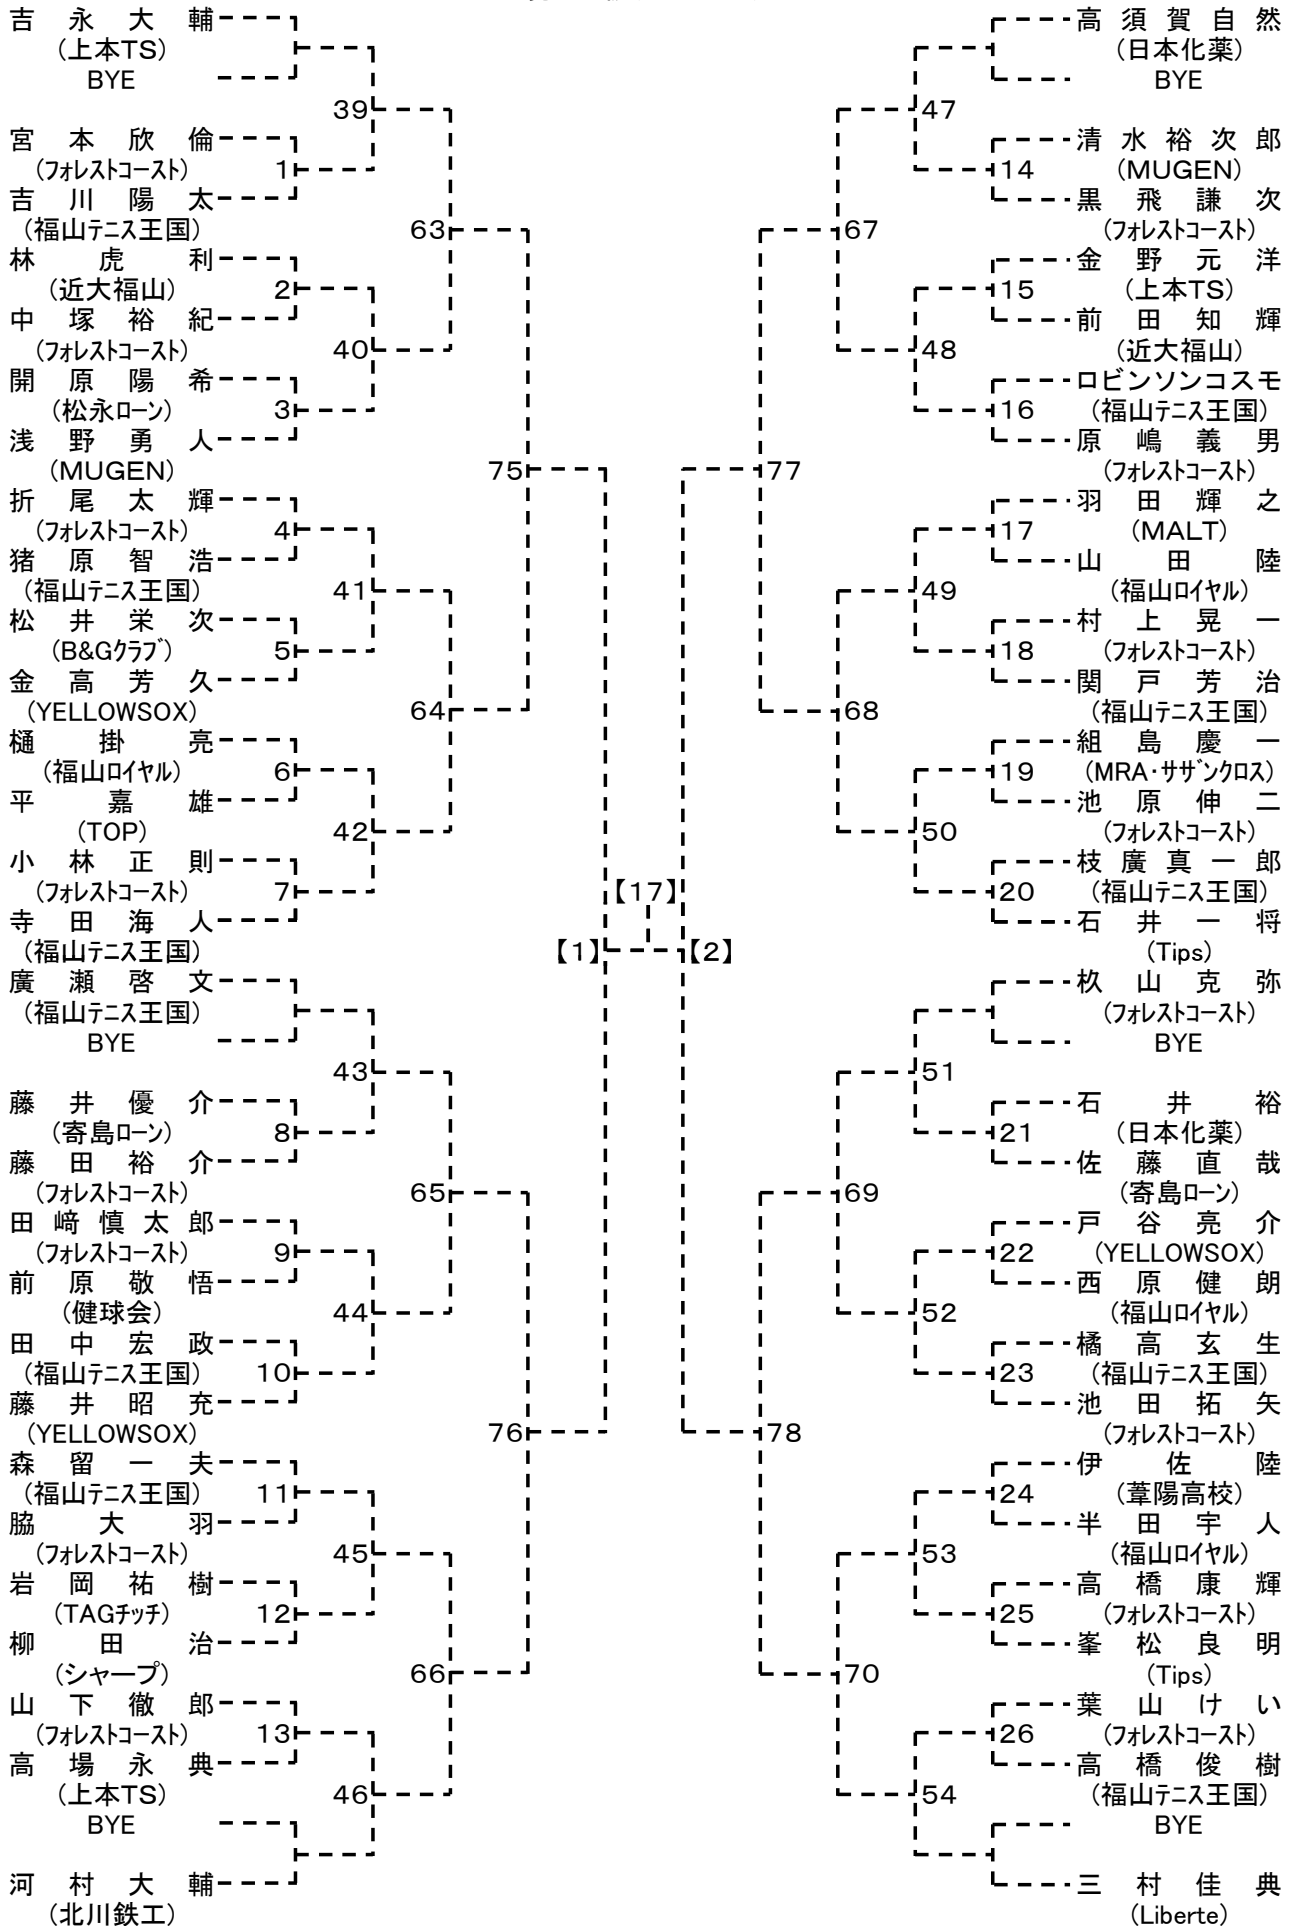 吉永大輔
(上本TS)
BYE
39
宮本欣倫
(フォレストコースト)
1
吉川陽太
(福山テニス王国)
63
林虎利
(近大福山)
2
中塚裕紀
(フォレストコースト)
40
開原陽希
(松永ローン)
3
浅野勇人
(MUGEN)
75
折尾太輝
(フォレストコースト)
4
猪原智浩
(福山テニス王国)
41
松井栄次
(B&Gクラブ)
5
金高芳久
(YELLOWSOX)
64
樋掛亮
(福山ロイヤル)
6
平嘉雄
(TOP)
42
小林正則
(フォレストコースト)
7
寺田海人
(福山テニス王国)
【17】
【1】
【2】
廣瀬啓文
(福山テニス王国)
BYE
43
藤井優介
(寄島ローン)
8
藤田裕介
(フォレストコースト)
65
田﨑慎太郎
(フォレストコースト)
9
前原敬悟
(健球会)
44
田中宏政
(福山テニス王国)
10
藤井昭充
(YELLOWSOX)
76
森留一夫
(福山テニス王国)
11
脇大羽
(フォレストコースト)
45
岩岡祐樹
(TAGチッチ)
12
柳田治
(シャープ)
66
山下徹郎
(フォレストコースト)
13
高場永典
(上本TS)
46
BYE
河村大輔
(北川鉄工)
高須賀自然
(日本化薬)
BYE
47
清水裕次郎
14
(MUGEN)
黒飛謙次
(フォレストコースト)
67
金野元洋
15
(上本TS)
前田知輝
(近大福山)
48
ロビンソンコスモ
16
(福山テニス王国)
原嶋義男
(フォレストコースト)
77
羽田輝之
17
(MALT)
山田陸
(福山ロイヤル)
49
村上晃一
18
(フォレストコースト)
関戸芳治
(福山テニス王国)
68
組島慶一
19
(MRA・サザンクロス)
池原伸二
(フォレストコースト)
50
枝廣真一郎
20
(福山テニス王国)
石井一将
(Tips)
杁山克弥
(フォレストコースト)
BYE
51
石井裕
21
(日本化薬)
佐藤直哉
(寄島ローン)
69
戸谷亮介
22
(YELLOWSOX)
西原健朗
(福山ロイヤル)
52
橘高玄生
23
(福山テニス王国)
池田拓矢
(フォレストコースト)
78
伊佐陸
24
(葦陽高校)
半田宇人
(福山ロイヤル)
53
高橋康輝
25
(フォレストコースト)
峯松良明
(Tips)
70
葉山けい
26
(フォレストコースト)
高橋俊樹
(福山テニス王国)
54
BYE
三村佳典
(Liberte)